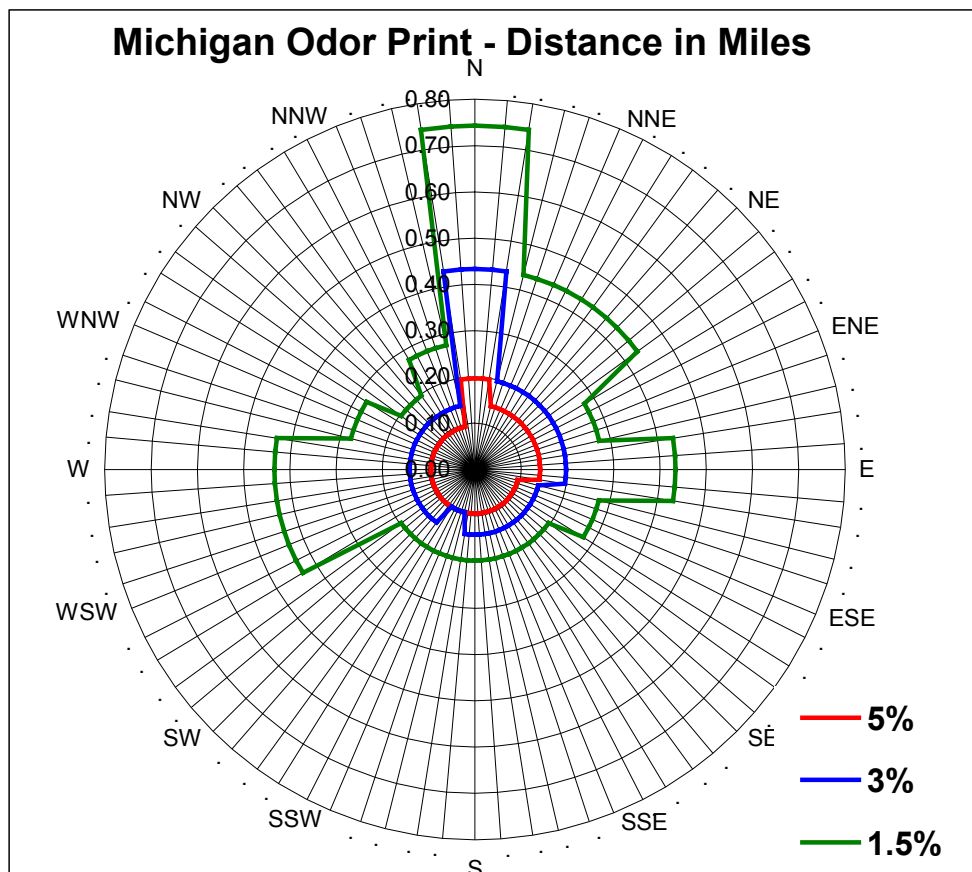 Michigan Odor Print - Distance in Miles
N
NNW
NNE
0.80
0.70
NW
NE
0.60
0.50
WNW
ENE
0.40
0.30
0.20
0.10
W
0.00
E
WSW
ESE
SW
SE
SSW
SSE
S
5%
3%
1.5%